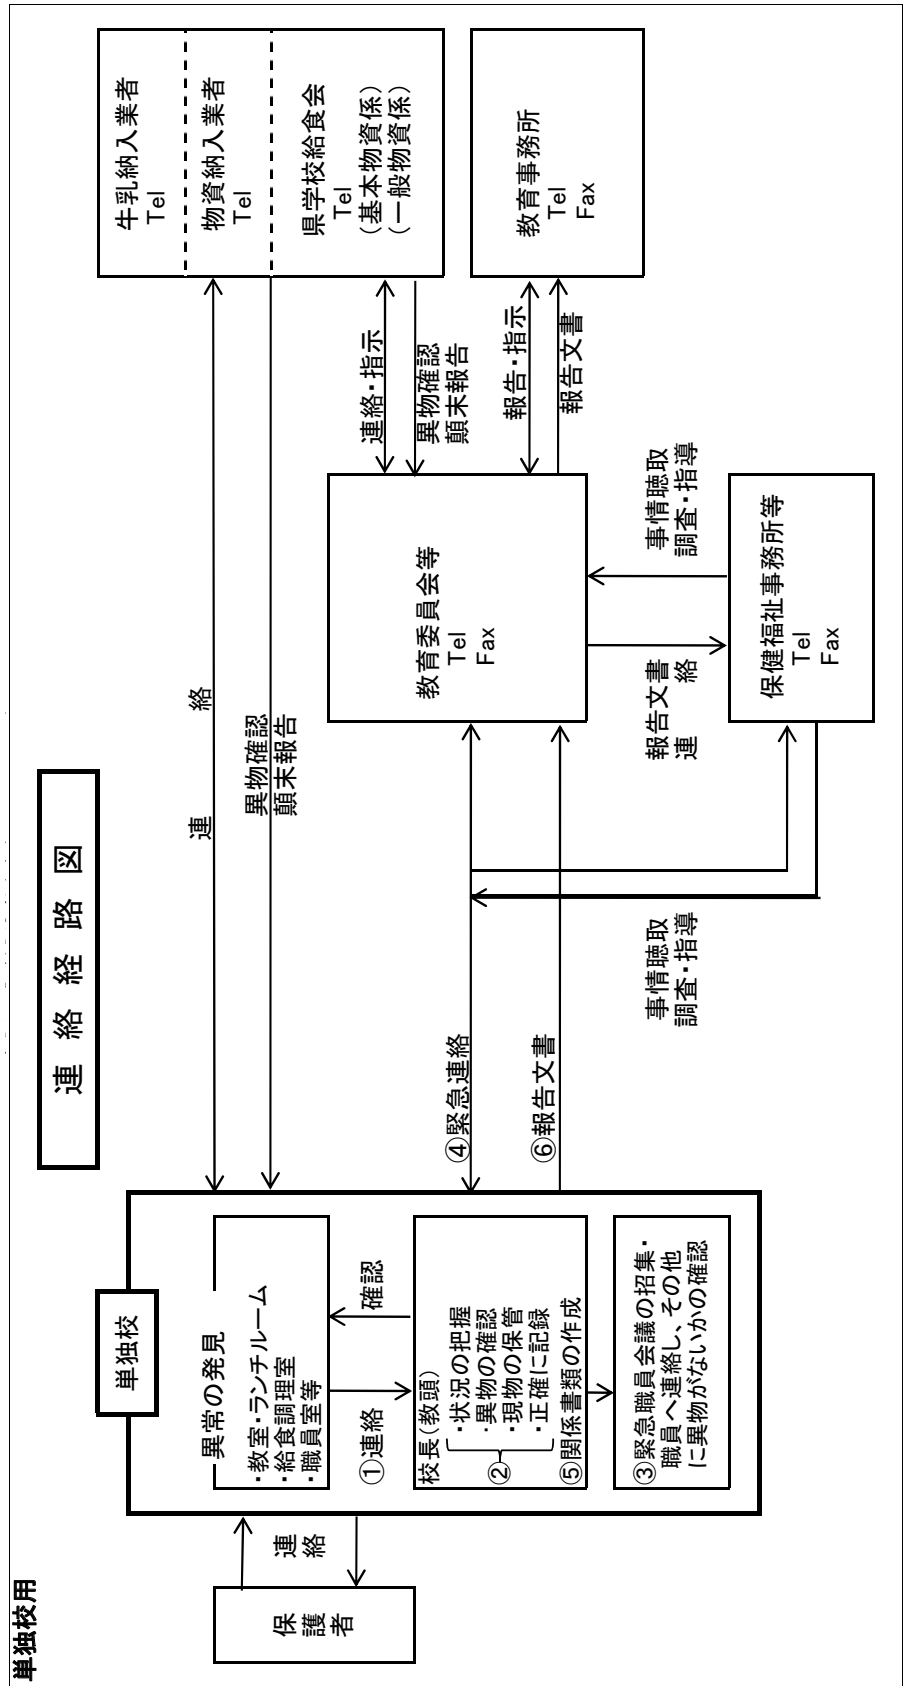 単独校用
連絡経路図
保護者
連絡
単独校
異常の発見
・教室・ランチルーム
・給食調理室
・職員室等
①連絡
確認
校長(教頭)
・状況の把握
・異物の確認
・現物の保管
・正確に記録
②
⑤関係書類の作成
③緊急職員会議の招集・
職員へ連絡し、その他
に異物がないかの確認
連絡
異物確認
顛末報告
④緊急連絡
⑥報告文書
事情聴取
調査・指導
教育委員会等
Tel
Fax
報告文書
連絡
事情聴取
調査・指導
保健福祉事務所等
Tel
Fax
連絡・指示
異物確認
顛末報告
報告・指示
報告文書
牛乳納入業者
Tel
物資納入業者
Tel
県学校給食会
Tel
(基本物資係)
(一般物資係)
教育事務所
Tel
Fax